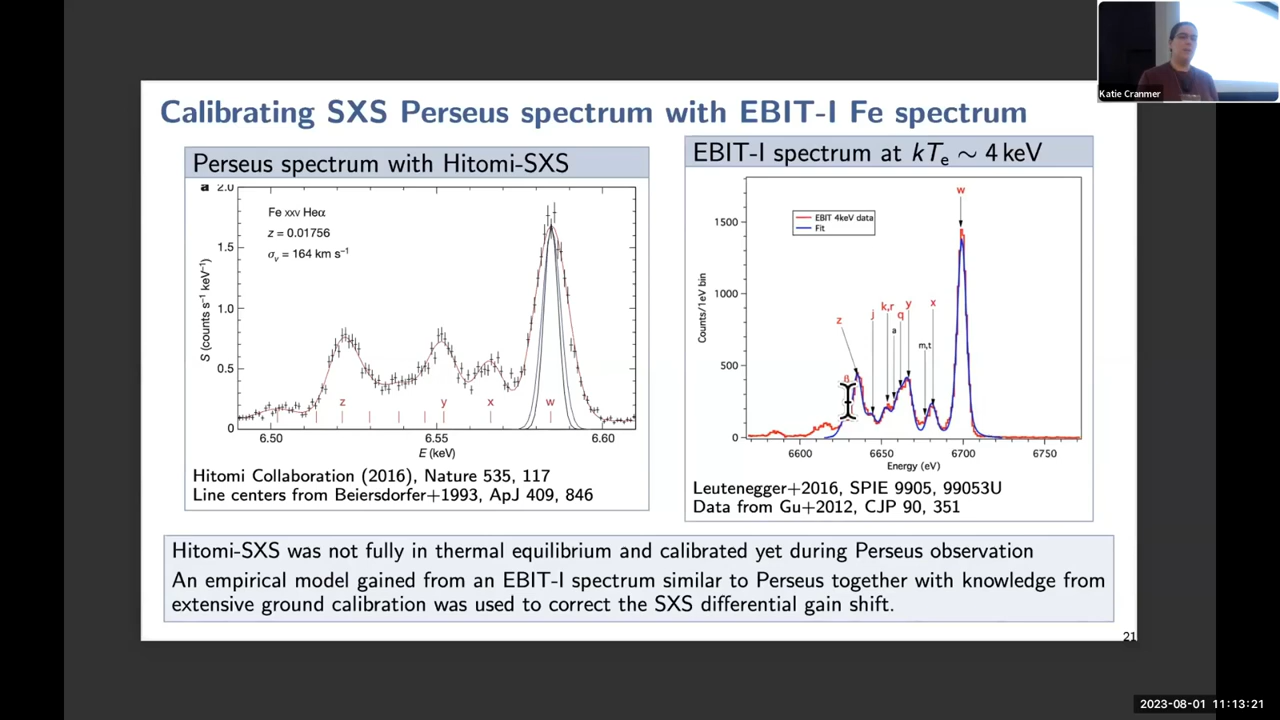 Katie Cranmer
Calibrating SXS Perseus spectrum with EBIT-I Fe spectrum
Perseus spectrum with Hitomi-SXS
a
2.0
1.5
1.0
0.5
0
S (counts s⁻¹ keV⁻¹)
Fe XXV Heα
z = 0.01756
σv = 164 km s⁻¹
z
y
x
w
6.50
6.55
6.60
E (keV)
Hitomi Collaboration (2016), Nature 535, 117
Line centers from Beiersdorfer+1993, ApJ 409, 846
EBIT-I spectrum at kTe ∼ 4 keV
1500
1000
500
0
Counts/1eV bin
EBIT 4keV data
Fit
w
z
j
k,r
q
y
x
a
m,t
β
6600
6650
6700
6750
Energy (eV)
Leutenegger+2016, SPIE 9905, 99053U
Data from Gu+2012, CJP 90, 351
Hitomi-SXS was not fully in thermal equilibrium and calibrated yet during Perseus observation
An empirical model gained from an EBIT-I spectrum similar to Perseus together with knowledge from
extensive ground calibration was used to correct the SXS differential gain shift.
21
2023-08-01 11:13:21